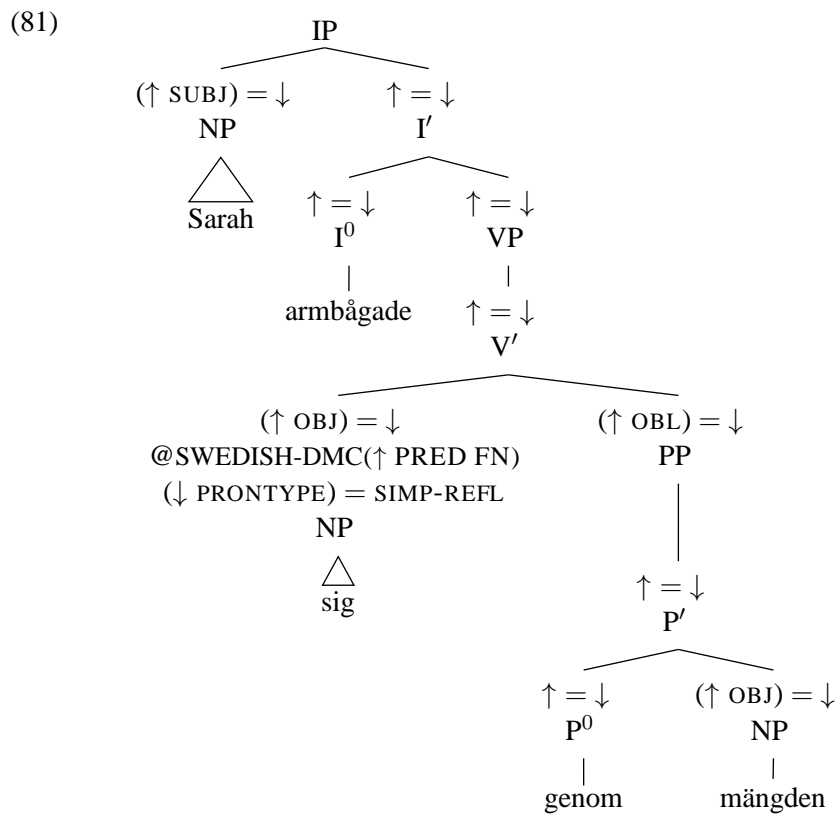 (81)
IP
(↑ SUBJ) = ↓ ↑ = ↓
NP I′
Sarah
↑ = ↓ ↑ = ↓
I⁰ VP
armbågade
↑ = ↓
V′
(↑ OBJ) = ↓ (↑ OBL) = ↓
@SWEDISH-DMC(↑ PRED FN) PP
(↓ PRONTYPE) = SIMP-REFL
NP
sig
↑ = ↓
P′
↑ = ↓ (↑ OBJ) = ↓
P⁰ NP
genom mängden